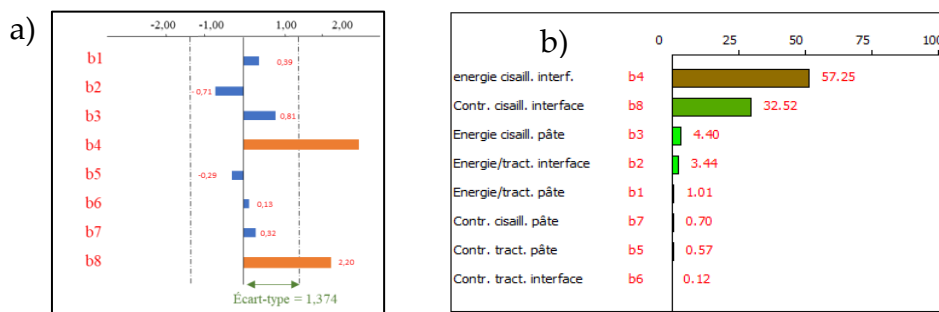 a)
-2,00 -1,00 1,00 2,00
b1 0,39
b2 - 0,71
b3 0,81
b4
b5 -0,29
b6 0,13
b7 0,32
b8 2,20
Écart-type = 1,374
b)
0 25 50 75 100
energie cisaill. interf. b4 57.25
Contr. cisaill. interface b8 32.52
Energie cisaill. pâte b3 4.40
Energie/tract. interface b2 3.44
Energie/tract. pâte b1 1.01
Contr. cisaill. pâte b7 0.70
Contr. tract. pâte b5 0.57
Contr. tract. interface b6 0.12